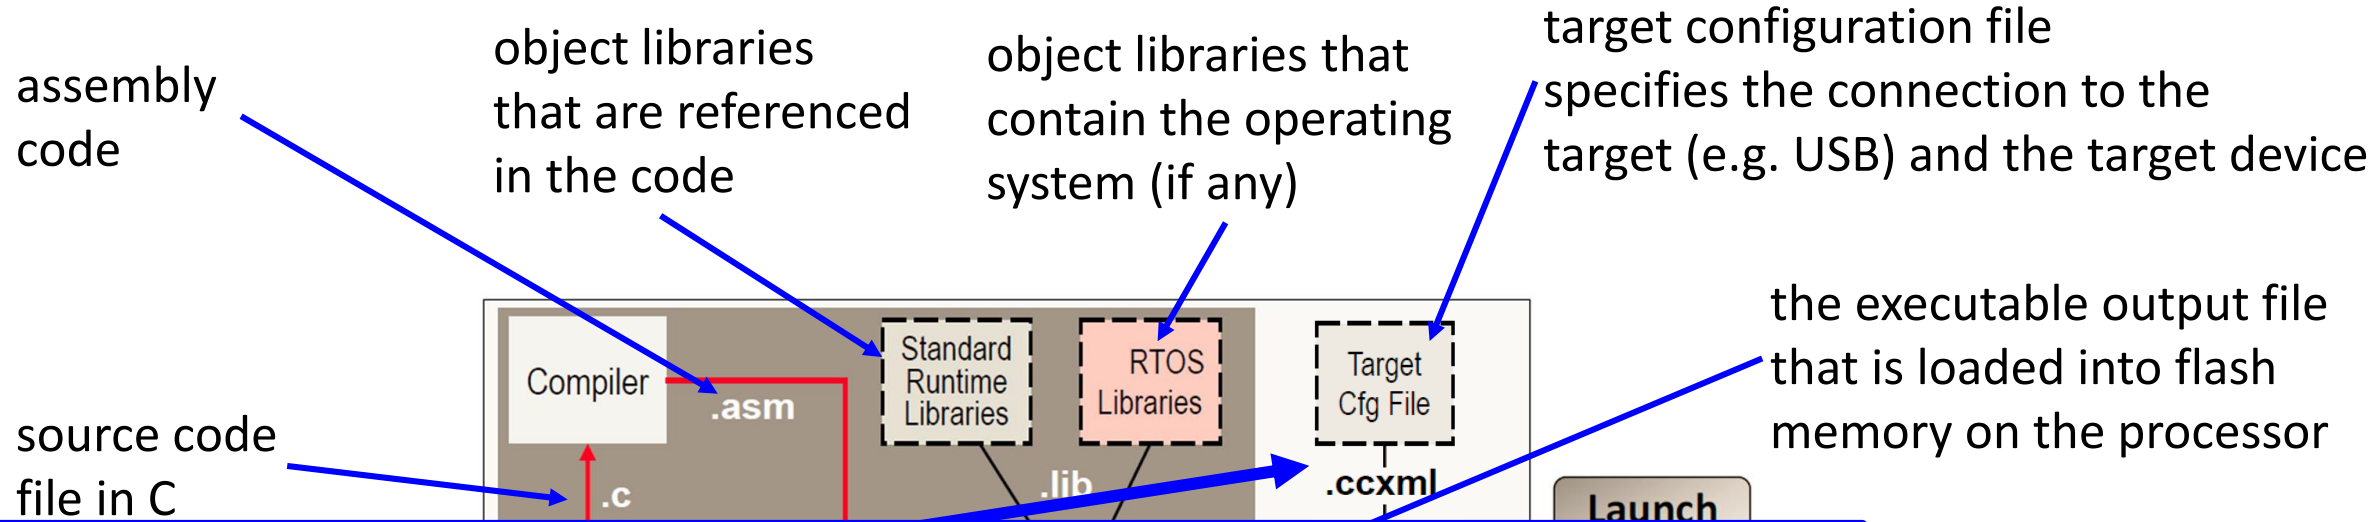 assembly
code
object libraries
that are referenced
in the code
object libraries that
contain the operating
system (if any)
target configuration file
specifies the connection to the
target (e.g. USB) and the target device
the executable output file
that is loaded into flash
memory on the processor
source code
file in C
Compiler
.asm
.c
Standard
Runtime
Libraries
RTOS
Libraries
.lib
Target
Cfg File
.ccxml
Launch